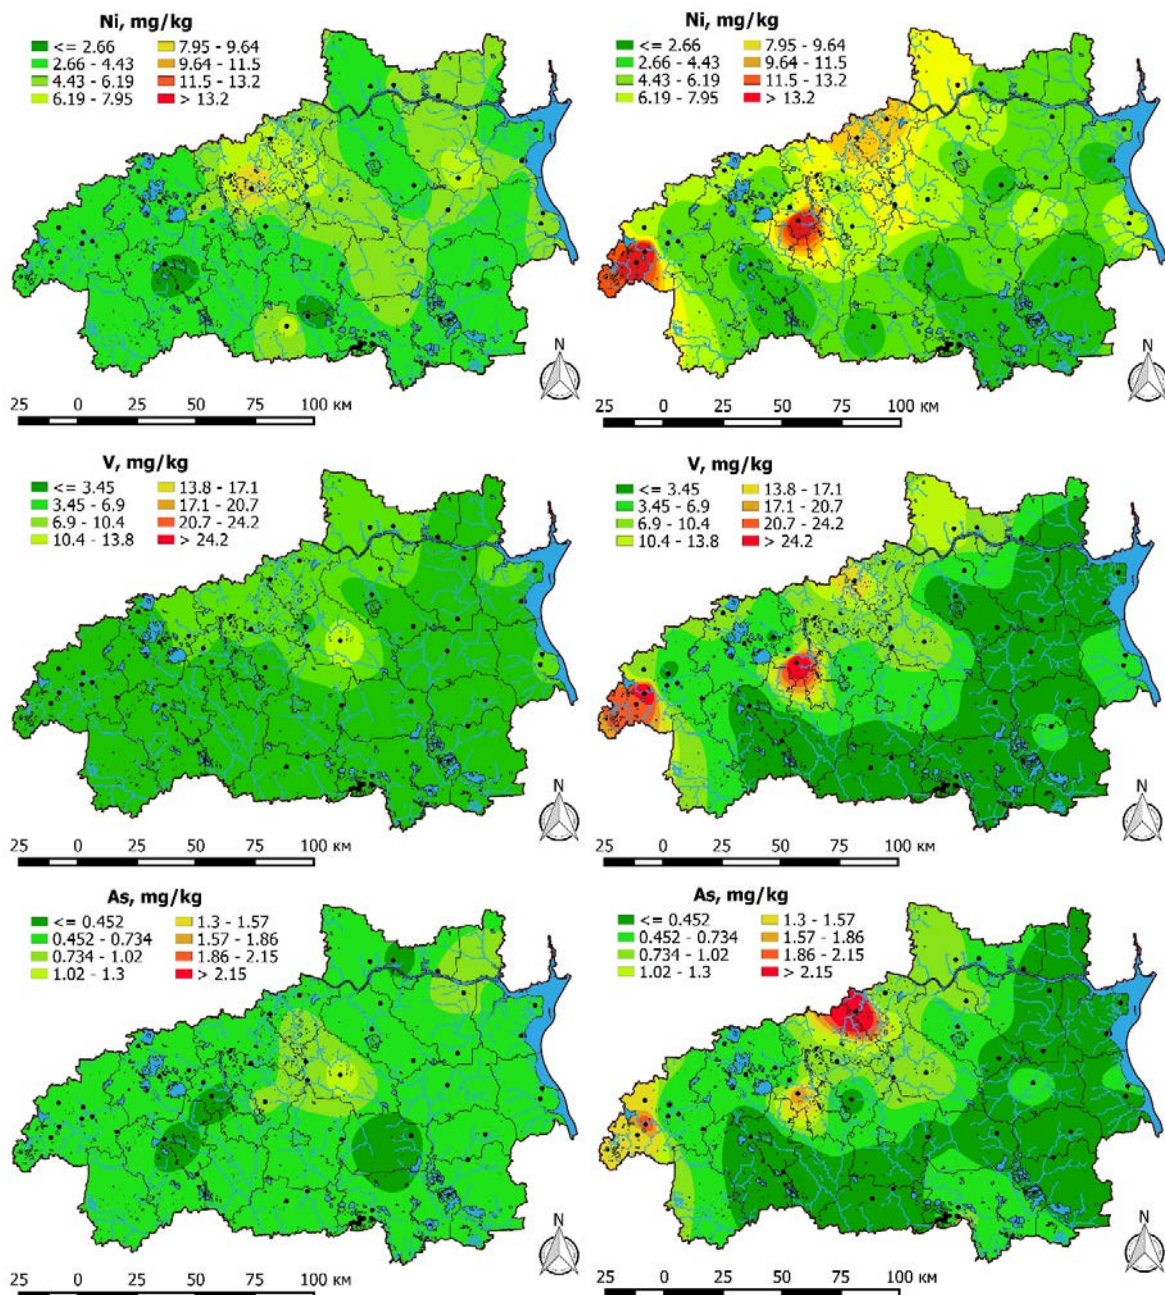 Ni, mg/kg
<= 2.66 7.95 - 9.64
2.66 - 4.43 9.64 - 11.5
4.43 - 6.19 11.5 - 13.2
6.19 - 7.95 > 13.2
N
25 0 25 50 75 100 км
Ni, mg/kg
<= 2.66 7.95 - 9.64
2.66 - 4.43 9.64 - 11.5
4.43 - 6.19 11.5 - 13.2
6.19 - 7.95 > 13.2
N
25 0 25 50 75 100 км
V, mg/kg
<= 3.45 13.8 - 17.1
3.45 - 6.9 17.1 - 20.7
6.9 - 10.4 20.7 - 24.2
10.4 - 13.8 > 24.2
N
25 0 25 50 75 100 км
V, mg/kg
<= 3.45 13.8 - 17.1
3.45 - 6.9 17.1 - 20.7
6.9 - 10.4 20.7 - 24.2
10.4 - 13.8 > 24.2
N
25 0 25 50 75 100 км
As, mg/kg
<= 0.452 1.3 - 1.57
0.452 - 0.734 1.57 - 1.86
0.734 - 1.02 1.86 - 2.15
1.02 - 1.3 > 2.15
N
25 0 25 50 75 100 км
As, mg/kg
<= 0.452 1.3 - 1.57
0.452 - 0.734 1.57 - 1.86
0.734 - 1.02 1.86 - 2.15
1.02 - 1.3 > 2.15
N
25 0 25 50 75 100 км